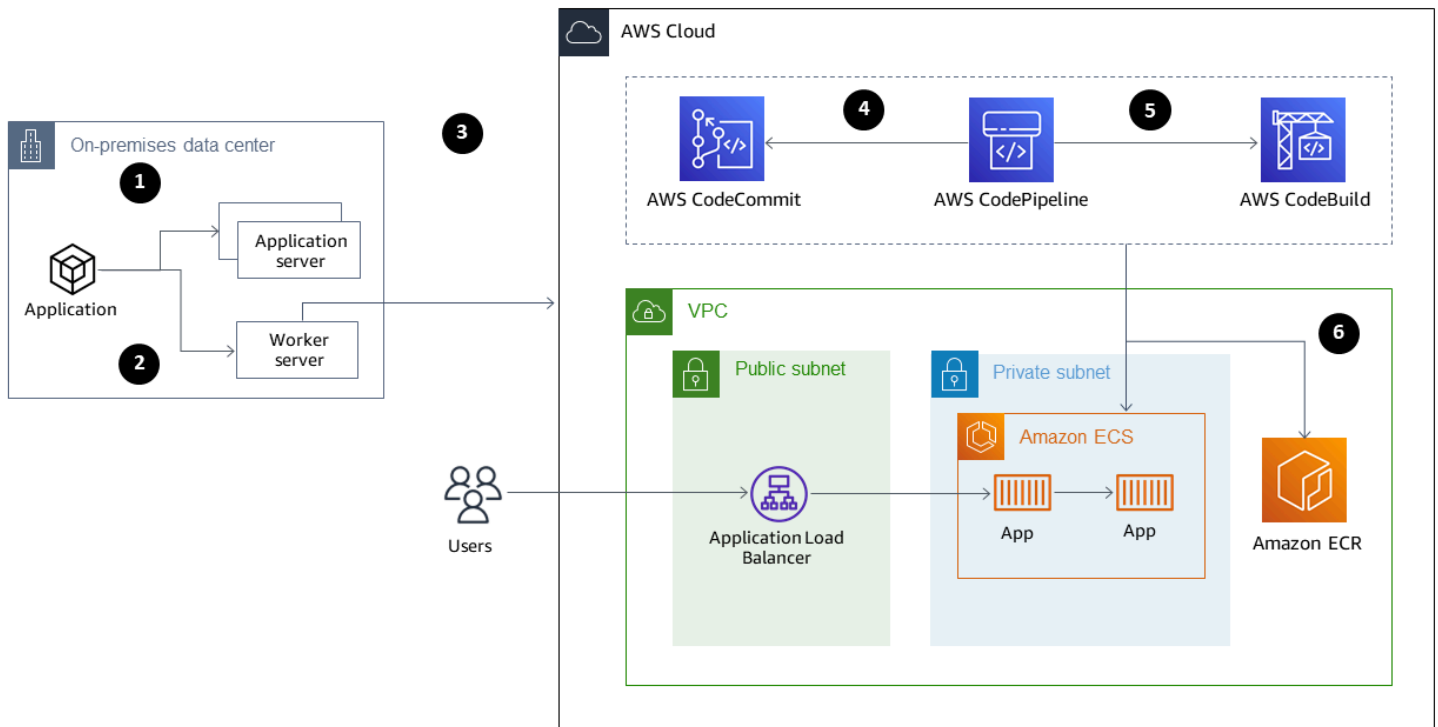 AWS Cloud
4
5
3
AWS CodeCommit
AWS CodePipeline
AWS CodeBuild
On-premises data center
1
Application
server
Application
2
Worker
server
VPC
6
Public subnet
Private subnet
Amazon ECS
App
App
Application Load
Balancer
Users
Amazon ECR